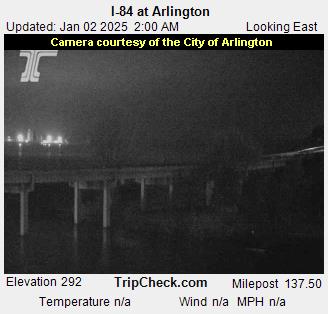 I-84 at Arlington
Updated: Jan 02 2025 2:00 AM Looking East
Camera courtesy of the City of Arlington
Elevation 292 TripCheck.com Milepost 137.50
Temperature n/a Wind n/a MPH n/a